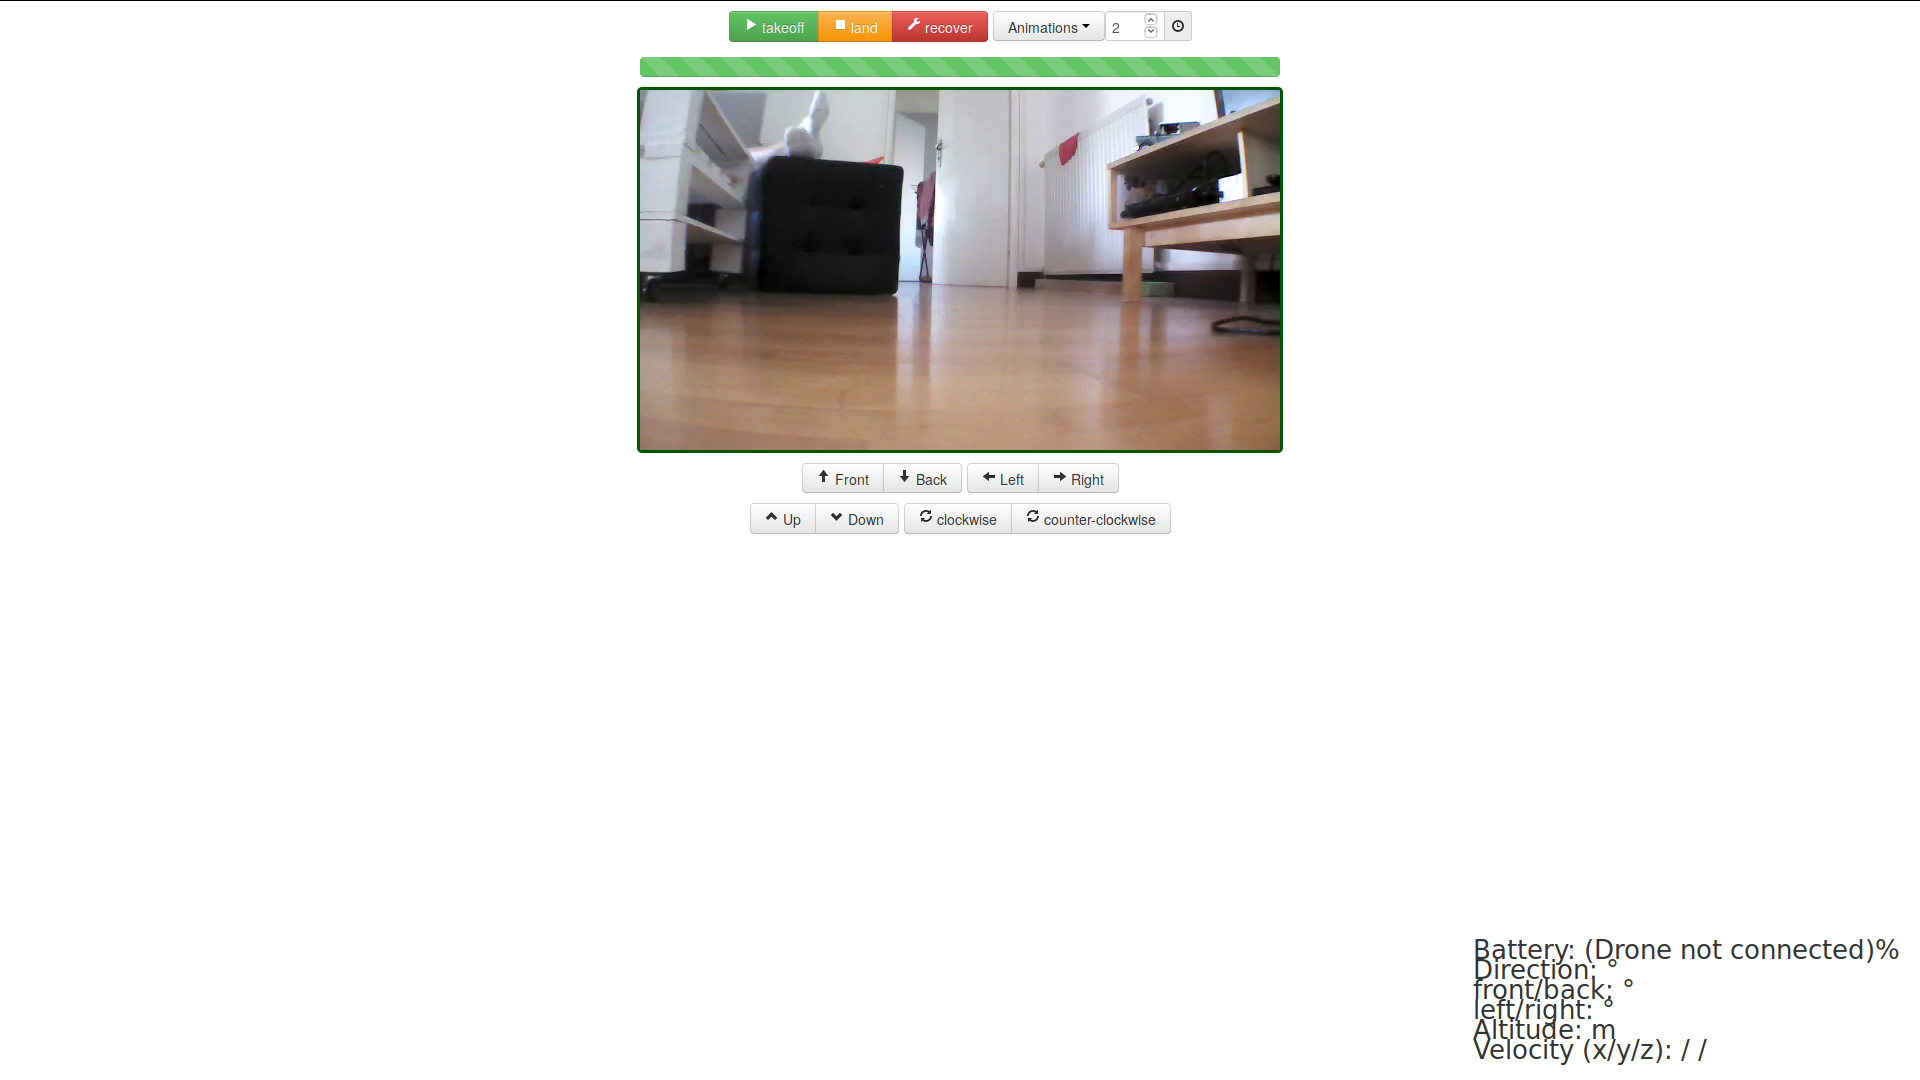 takeoff land recover Animations 2
Front Back Left Right
Up Down clockwise counter-clockwise
Battery: (Drone not connected)%
Direction: °
front/back: °
left/right: °
Altitude: m
Velocity (x/y/z): / /